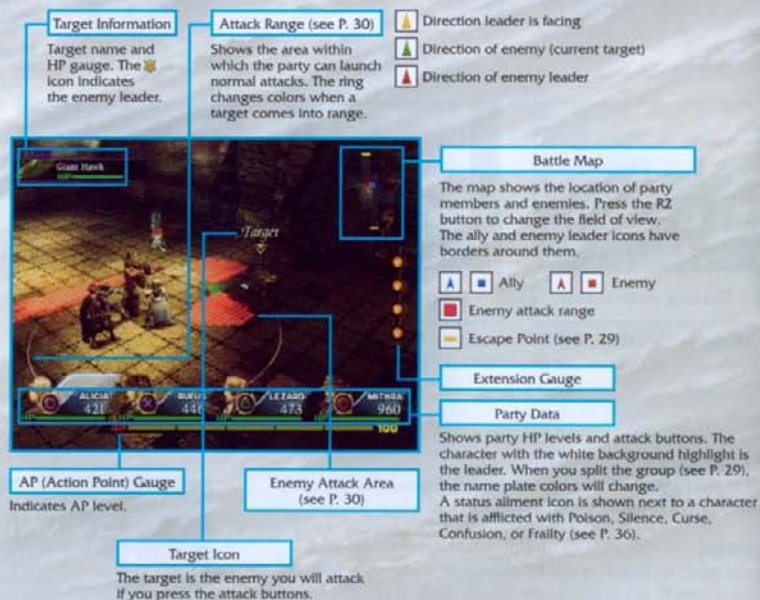 Target Information
Target name and
HP gauge. The
icon indicates
the enemy leader.
Attack Range (see P. 30)
Shows the area within
which the party can launch
normal attacks. The ring
changes colors when a
target comes into range.
Direction leader is facing
Direction of enemy (current target)
Direction of enemy leader
Giant Hawk
Target
ALICIA
421
RUFUS
446
LEZARD
473
MITHRA
960
HP
HP
HP
HP
100
Battle Map
The map shows the location of party
members and enemies. Press the R2
button to change the field of view.
The ally and enemy leader icons have
borders around them.
Ally
Enemy
Enemy attack range
Escape Point (see P. 29)
Extension Gauge
Party Data
Shows party HP levels and attack buttons. The
character with the white background highlight is
the leader. When you split the group (see P. 29),
the name plate colors will change.
A status ailment icon is shown next to a character
that is afflicted with Poison, Silence, Curse,
Confusion, or Frailty (see P. 36).
AP (Action Point) Gauge
Indicates AP level.
Enemy Attack Area
(see P. 30)
Target Icon
The target is the enemy you will attack
if you press the attack buttons.